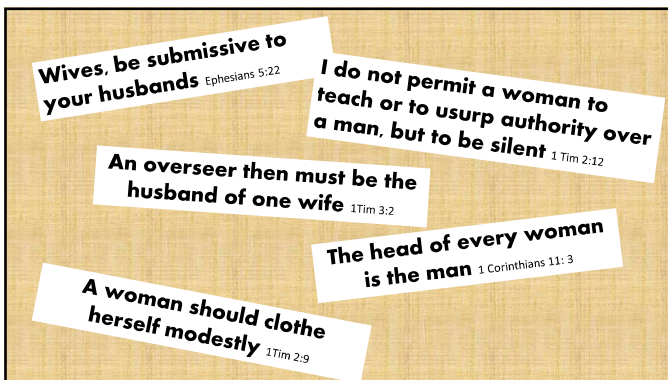 Wives, be submissive to
your husbands Ephesians 5:22
I do not permit a woman to
teach or to usurp authority over
a man, but to be silent 1 Tim 2:12
An overseer then must be the
husband of one wife 1Tim 3:2
The head of every woman
is the man 1 Corinthians 11: 3
A woman should clothe
herself modestly 1Tim 2:9